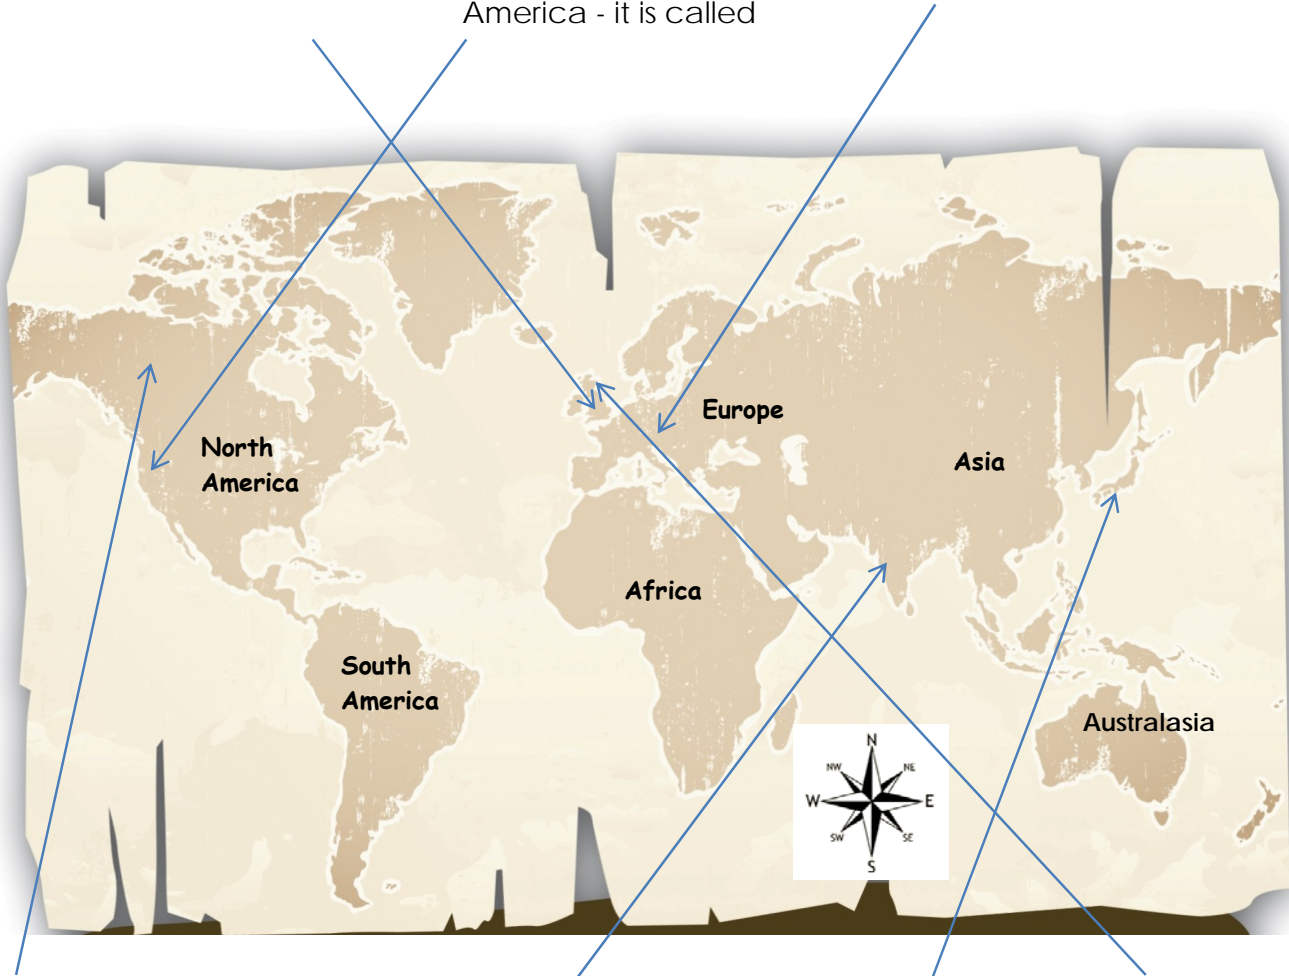 America - it is called
Europe
North
America
Asia
Africa
South
America
Australasia
N
NW NE
W E
SW SE
S